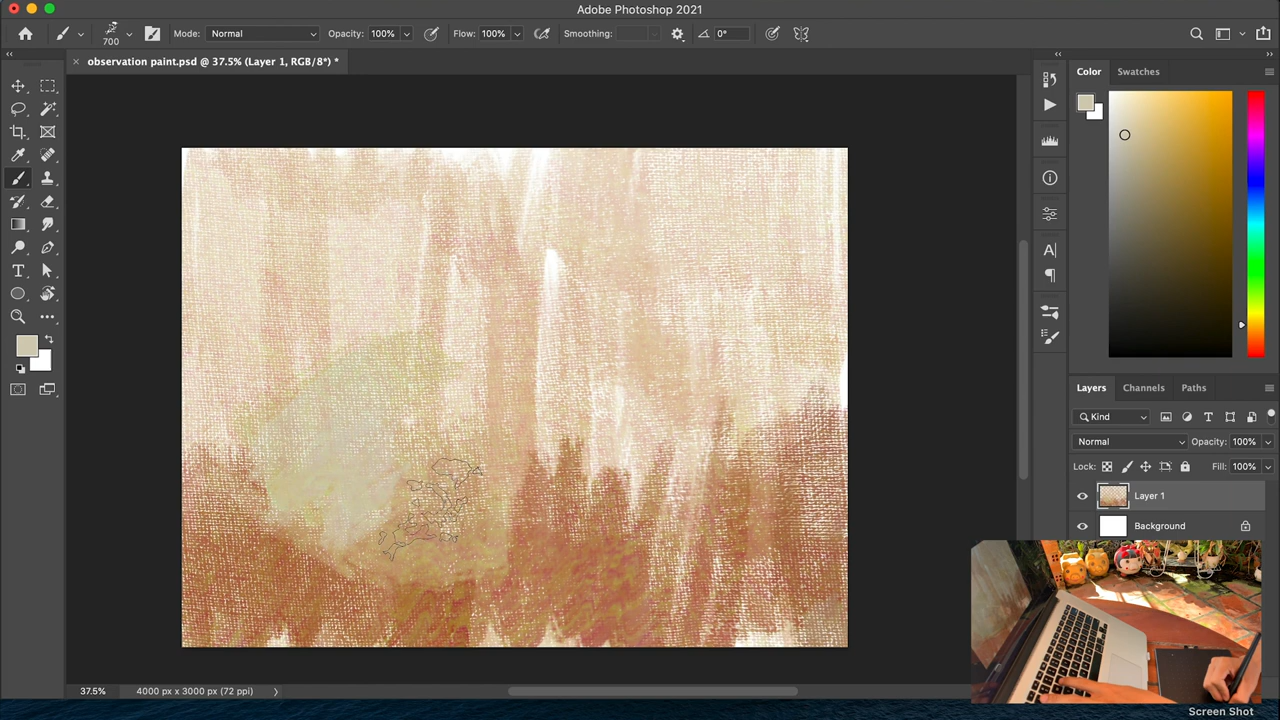 Adobe Photoshop 2021
700
Mode: Normal Opacity: 100% Flow: 100% Smoothing: 0°
observation paint.psd @ 37.5% (Layer 1, RGB/8*) *
Color Swatches
Layers Channels Paths
Kind
Normal Opacity: 100%
Lock: Fill: 100%
Layer 1
Background
37.5% 4000 px x 3000 px (72 ppi)
Screen Shot